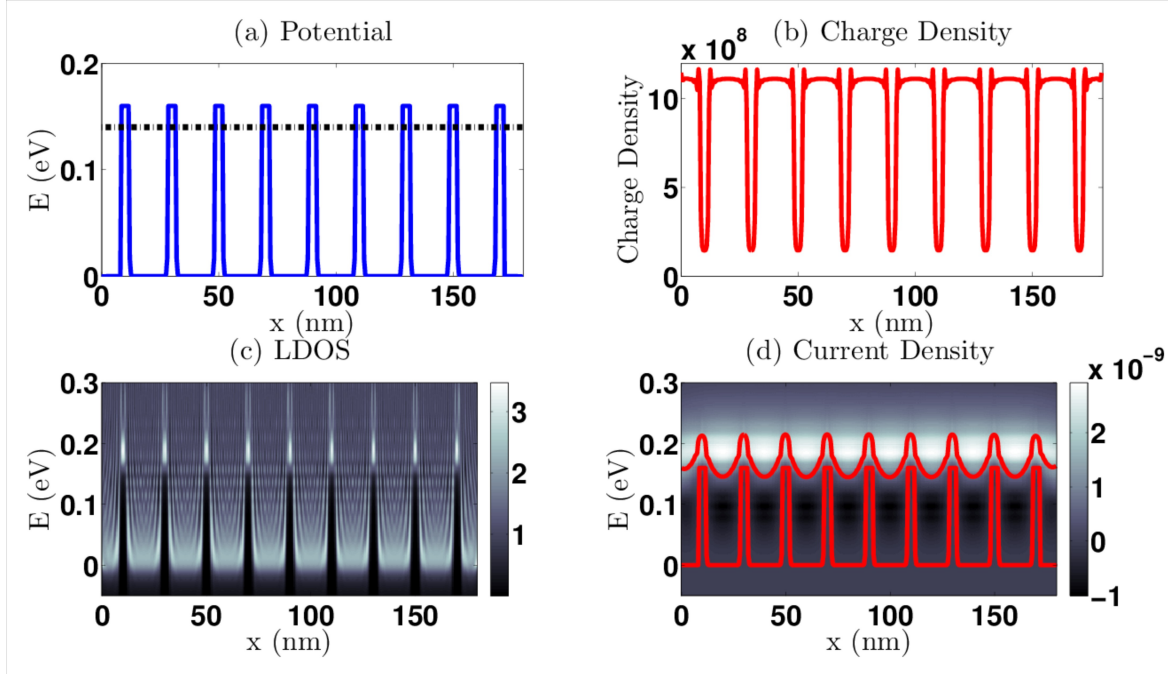 (a) Potential
0.2
0.1
0
E (eV)
0 50 100 150
x (nm)
(b) Charge Density
x 10^8
10
5
0
Charge Density
0 50 100 150
x (nm)
(c) LDOS
0.3
0.2
0.1
0
E (eV)
0 50 100 150
x (nm)
3
2
1
(d) Current Density
x 10^-9
0.3
0.2
0.1
0
E (eV)
0 50 100 150
x (nm)
2
0
−1